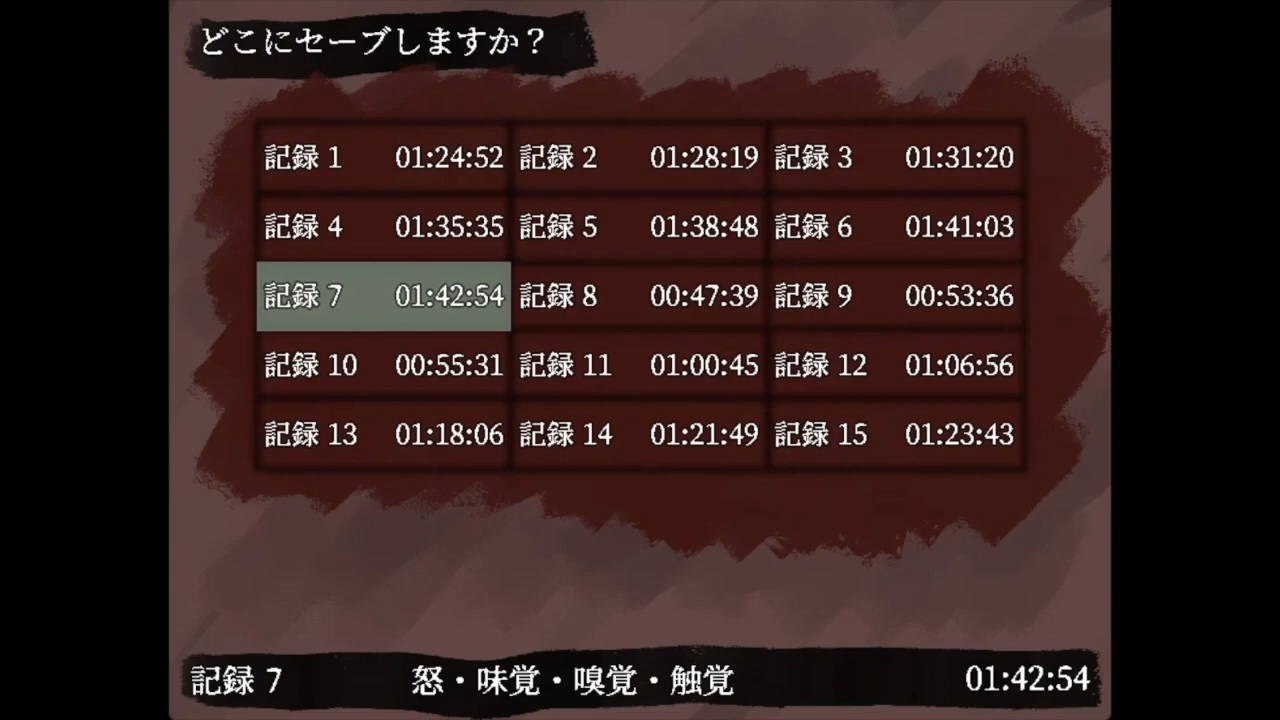 どこにセーブしますか？
記録 1 01:24:52 記録 2 01:28:19 記録 3 01:31:20
記録 4 01:35:35 記録 5 01:38:48 記録 6 01:41:03
記録 7 01:42:54 記録 8 00:47:39 記録 9 00:53:36
記録 10 00:55:31 記録 11 01:00:45 記録 12 01:06:56
記録 13 01:18:06 記録 14 01:21:49 記録 15 01:23:43
記録 7 怒・味覚・嗅覚・触覚 01:42:54